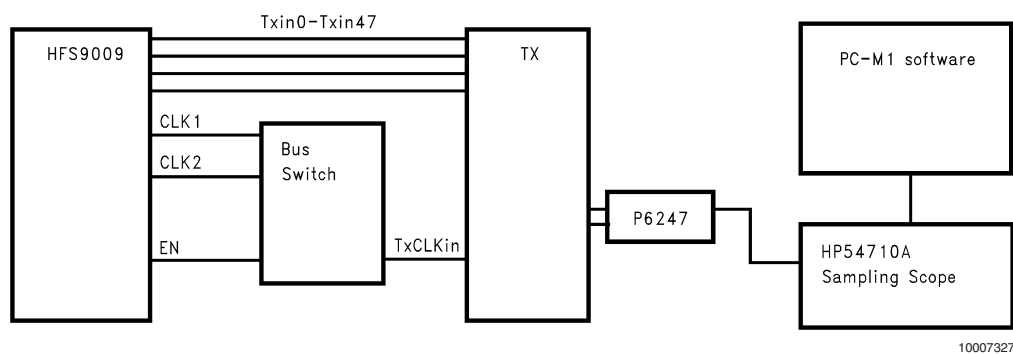 Txin0-Txin47
HFS9009
TX
PC-M1 software
CLK1
CLK2
Bus
Switch
EN
TxCLKin
P6247
HP54710A
Sampling Scope
10007327